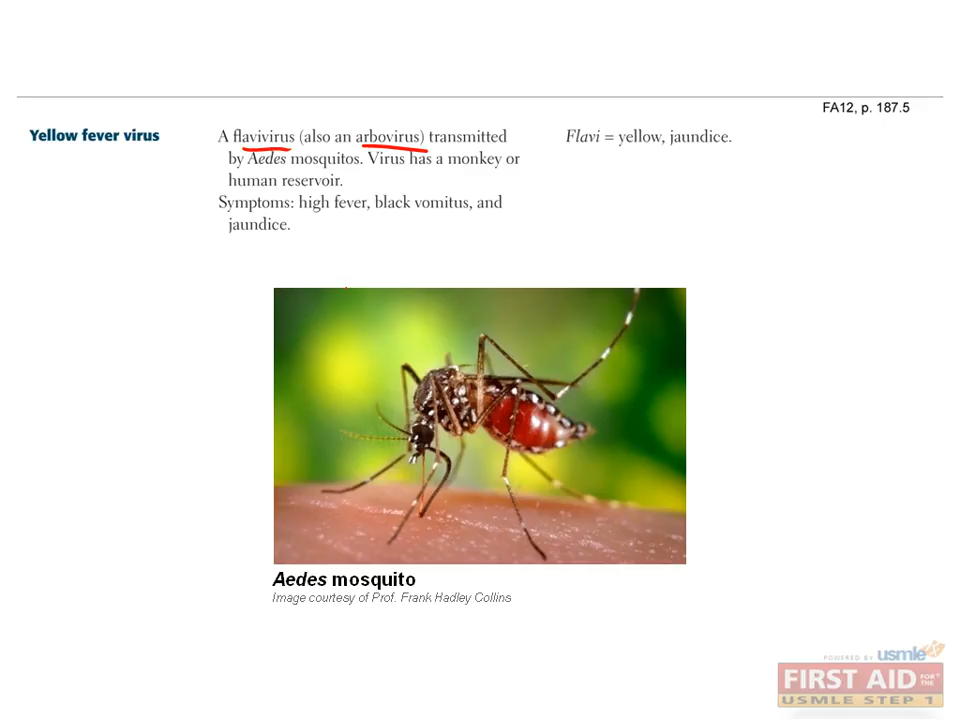 FA12, p. 187.5
Yellow fever virus
A flavivirus (also an arbovirus) transmitted
by Aedes mosquitos. Virus has a monkey or
human reservoir.
Symptoms: high fever, black vomitus, and
jaundice.
Flavi = yellow, jaundice.
Aedes mosquito
Image courtesy of Prof. Frank Hadley Collins
POWERED BY usmle
FIRST AID FOR THE®
USMLE STEP 1